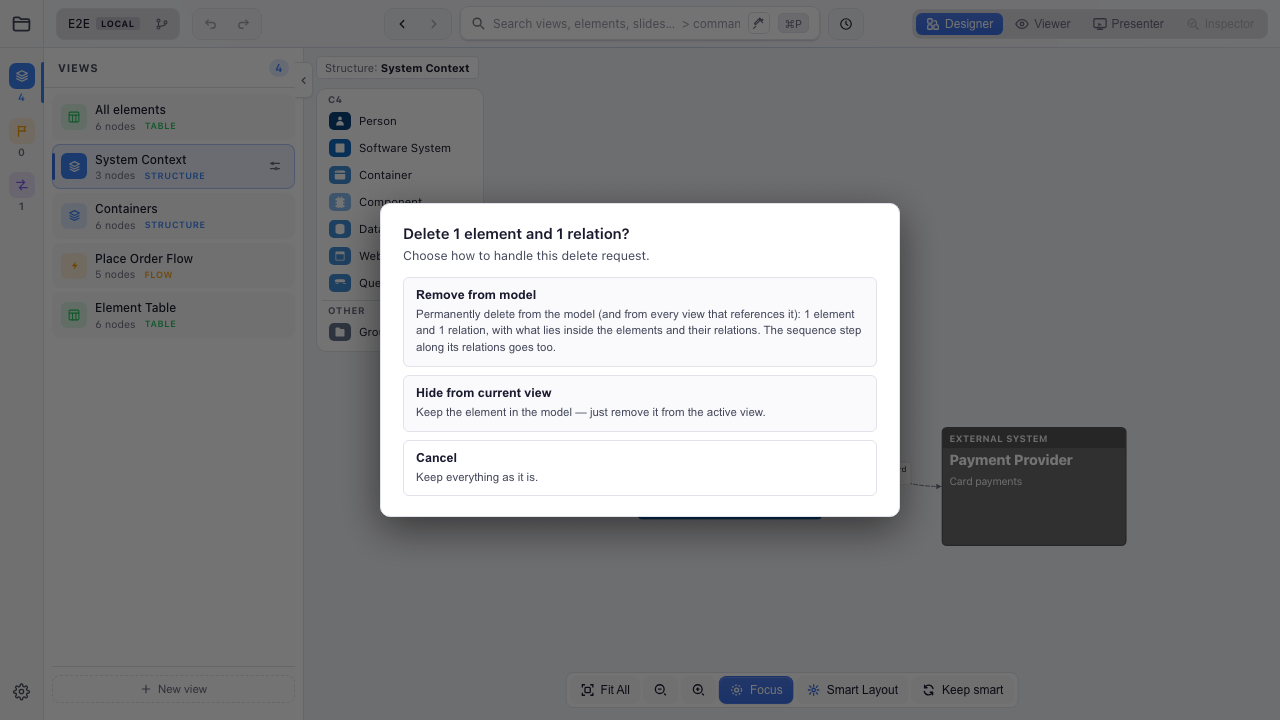 E2E LOCAL
Search views, elements, slides... > comman ⌘P
Designer
Viewer
Presenter
Inspector
VIEWS 4
4
0
1
All elements
6 nodes TABLE
System Context
3 nodes STRUCTURE
Containers
6 nodes STRUCTURE
Place Order Flow
5 nodes FLOW
Element Table
6 nodes TABLE
New view
Structure: System Context
C4
Person
Software System
Container
Component
OTHER
Delete 1 element and 1 relation?
Choose how to handle this delete request.
Remove from model
Permanently delete from the model (and from every view that references it): 1 element
and 1 relation, with what lies inside the elements and their relations. The sequence step
along its relations goes too.
Hide from current view
Keep the element in the model — just remove it from the active view.
Cancel
Keep everything as it is.
EXTERNAL SYSTEM
Payment Provider
Card payments
Fit All
Focus
Smart Layout
Keep smart